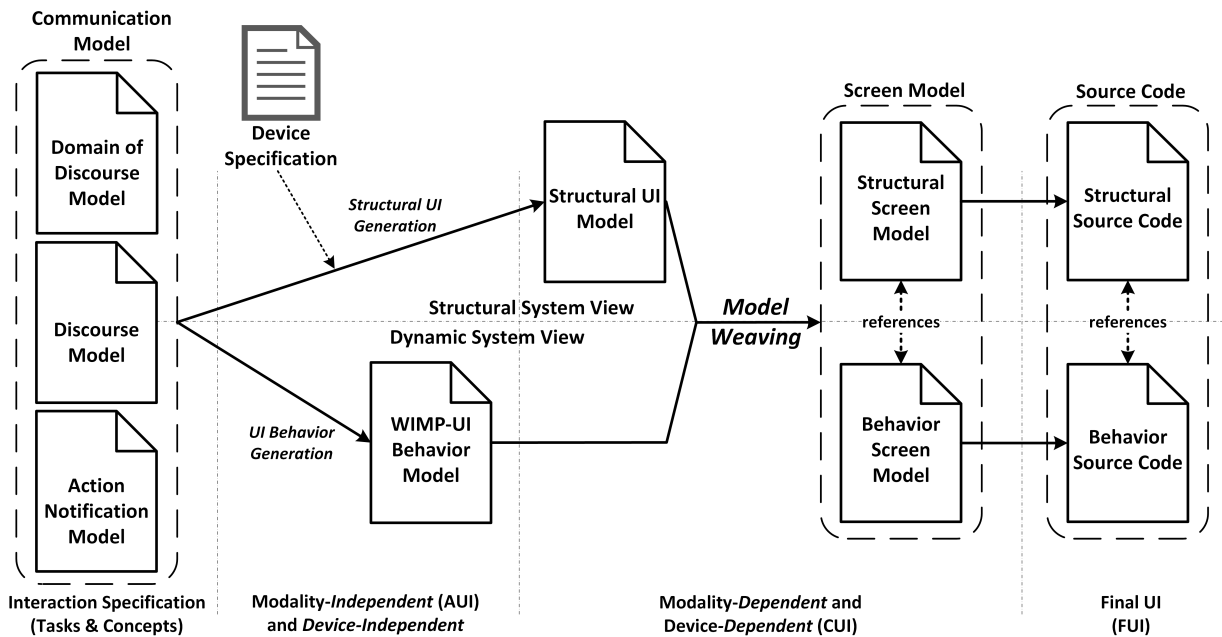 Communication
Model
Domain of
Discourse
Model
Discourse
Model
Action
Notification
Model
Interaction Specification
(Tasks & Concepts)
Device
Specification
Structural UI
Generation
UI Behavior
Generation
WIMP-UI
Behavior
Model
Structural System View
Dynamic System View
Modality-Independent (AUI)
and Device-Independent
Structural UI
Model
Model
Weaving
Screen Model
Structural
Screen
Model
references
Behavior
Screen
Model
Modality-Dependent and
Device-Dependent (CUI)
Source Code
Structural
Source Code
references
Behavior
Source Code
Final UI
(FUI)